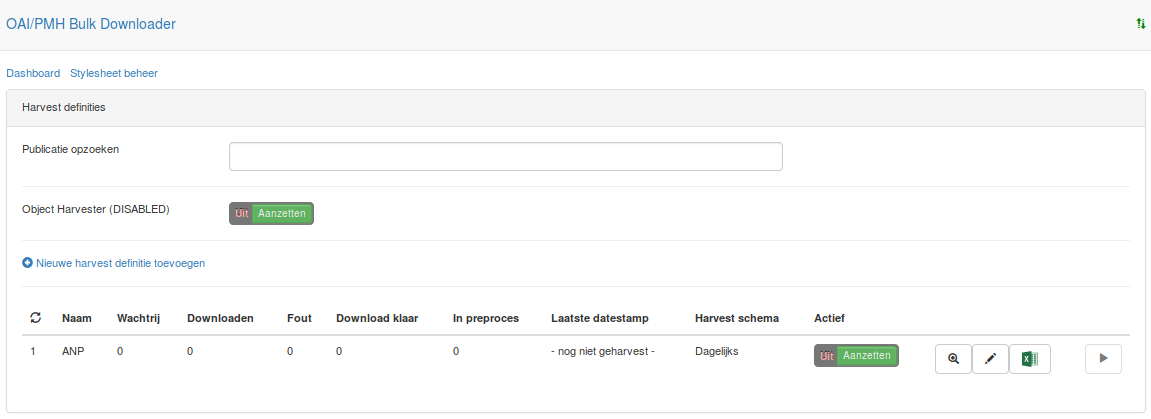 OAI/PMH Bulk Downloader
Dashboard Stylesheet beheer
Harvest definities
Publicatie opzoeken
Object Harvester (DISABLED) Uit Aanzetten
Nieuwe harvest definitie toevoegen
Naam Wachtrij Downloaden Fout Download klaar In preproces Laatste datestamp Harvest schema Actief
1 ANP 0 0 0 0 0 - nog niet geharvest - Dagelijks Uit Aanzetten